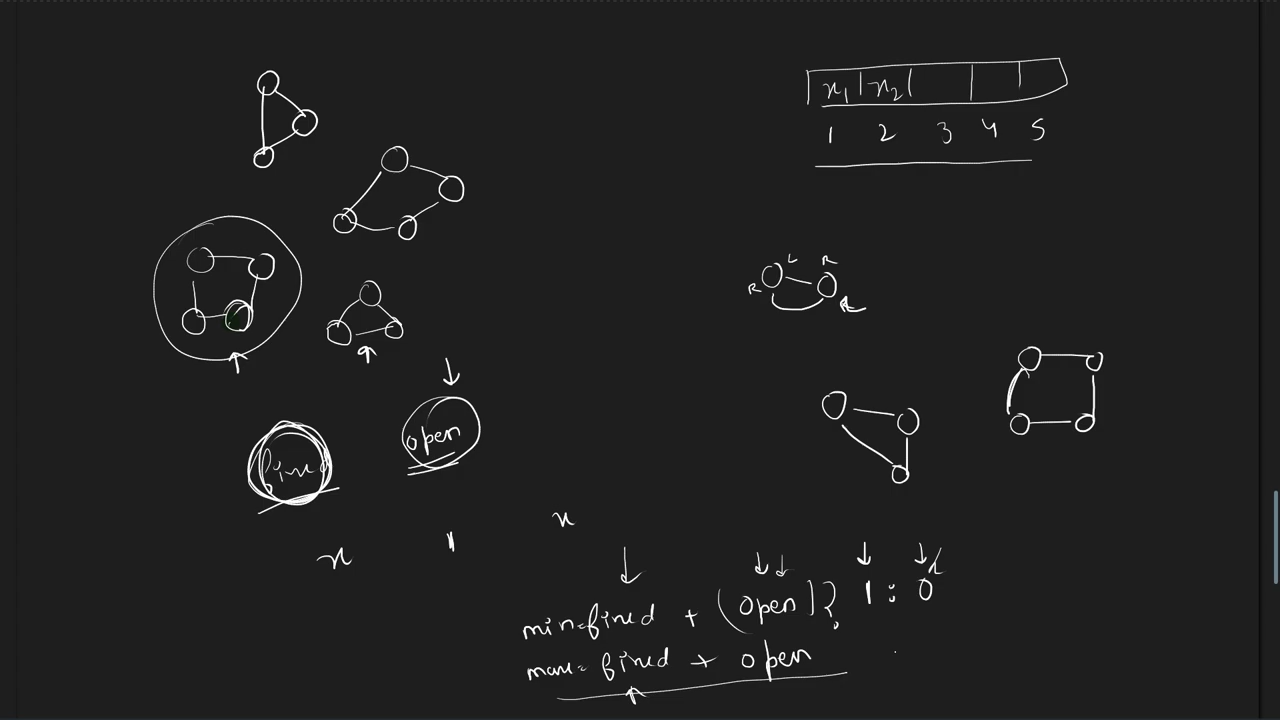 x1 x2
1 2 3 4 5
L R
R L
fixed
open
x 1 x
min = fixed + (open)? 1 : 0
max = fixed + open